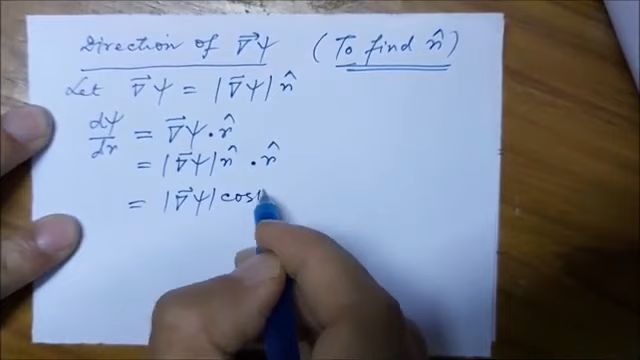 Direction of ∇⃗ψ (To find n̂)
Let ∇⃗ψ = |∇⃗ψ| n̂
dψ/dr = ∇⃗ψ · r̂
= |∇⃗ψ| n̂ · r̂
= |∇⃗ψ| cos